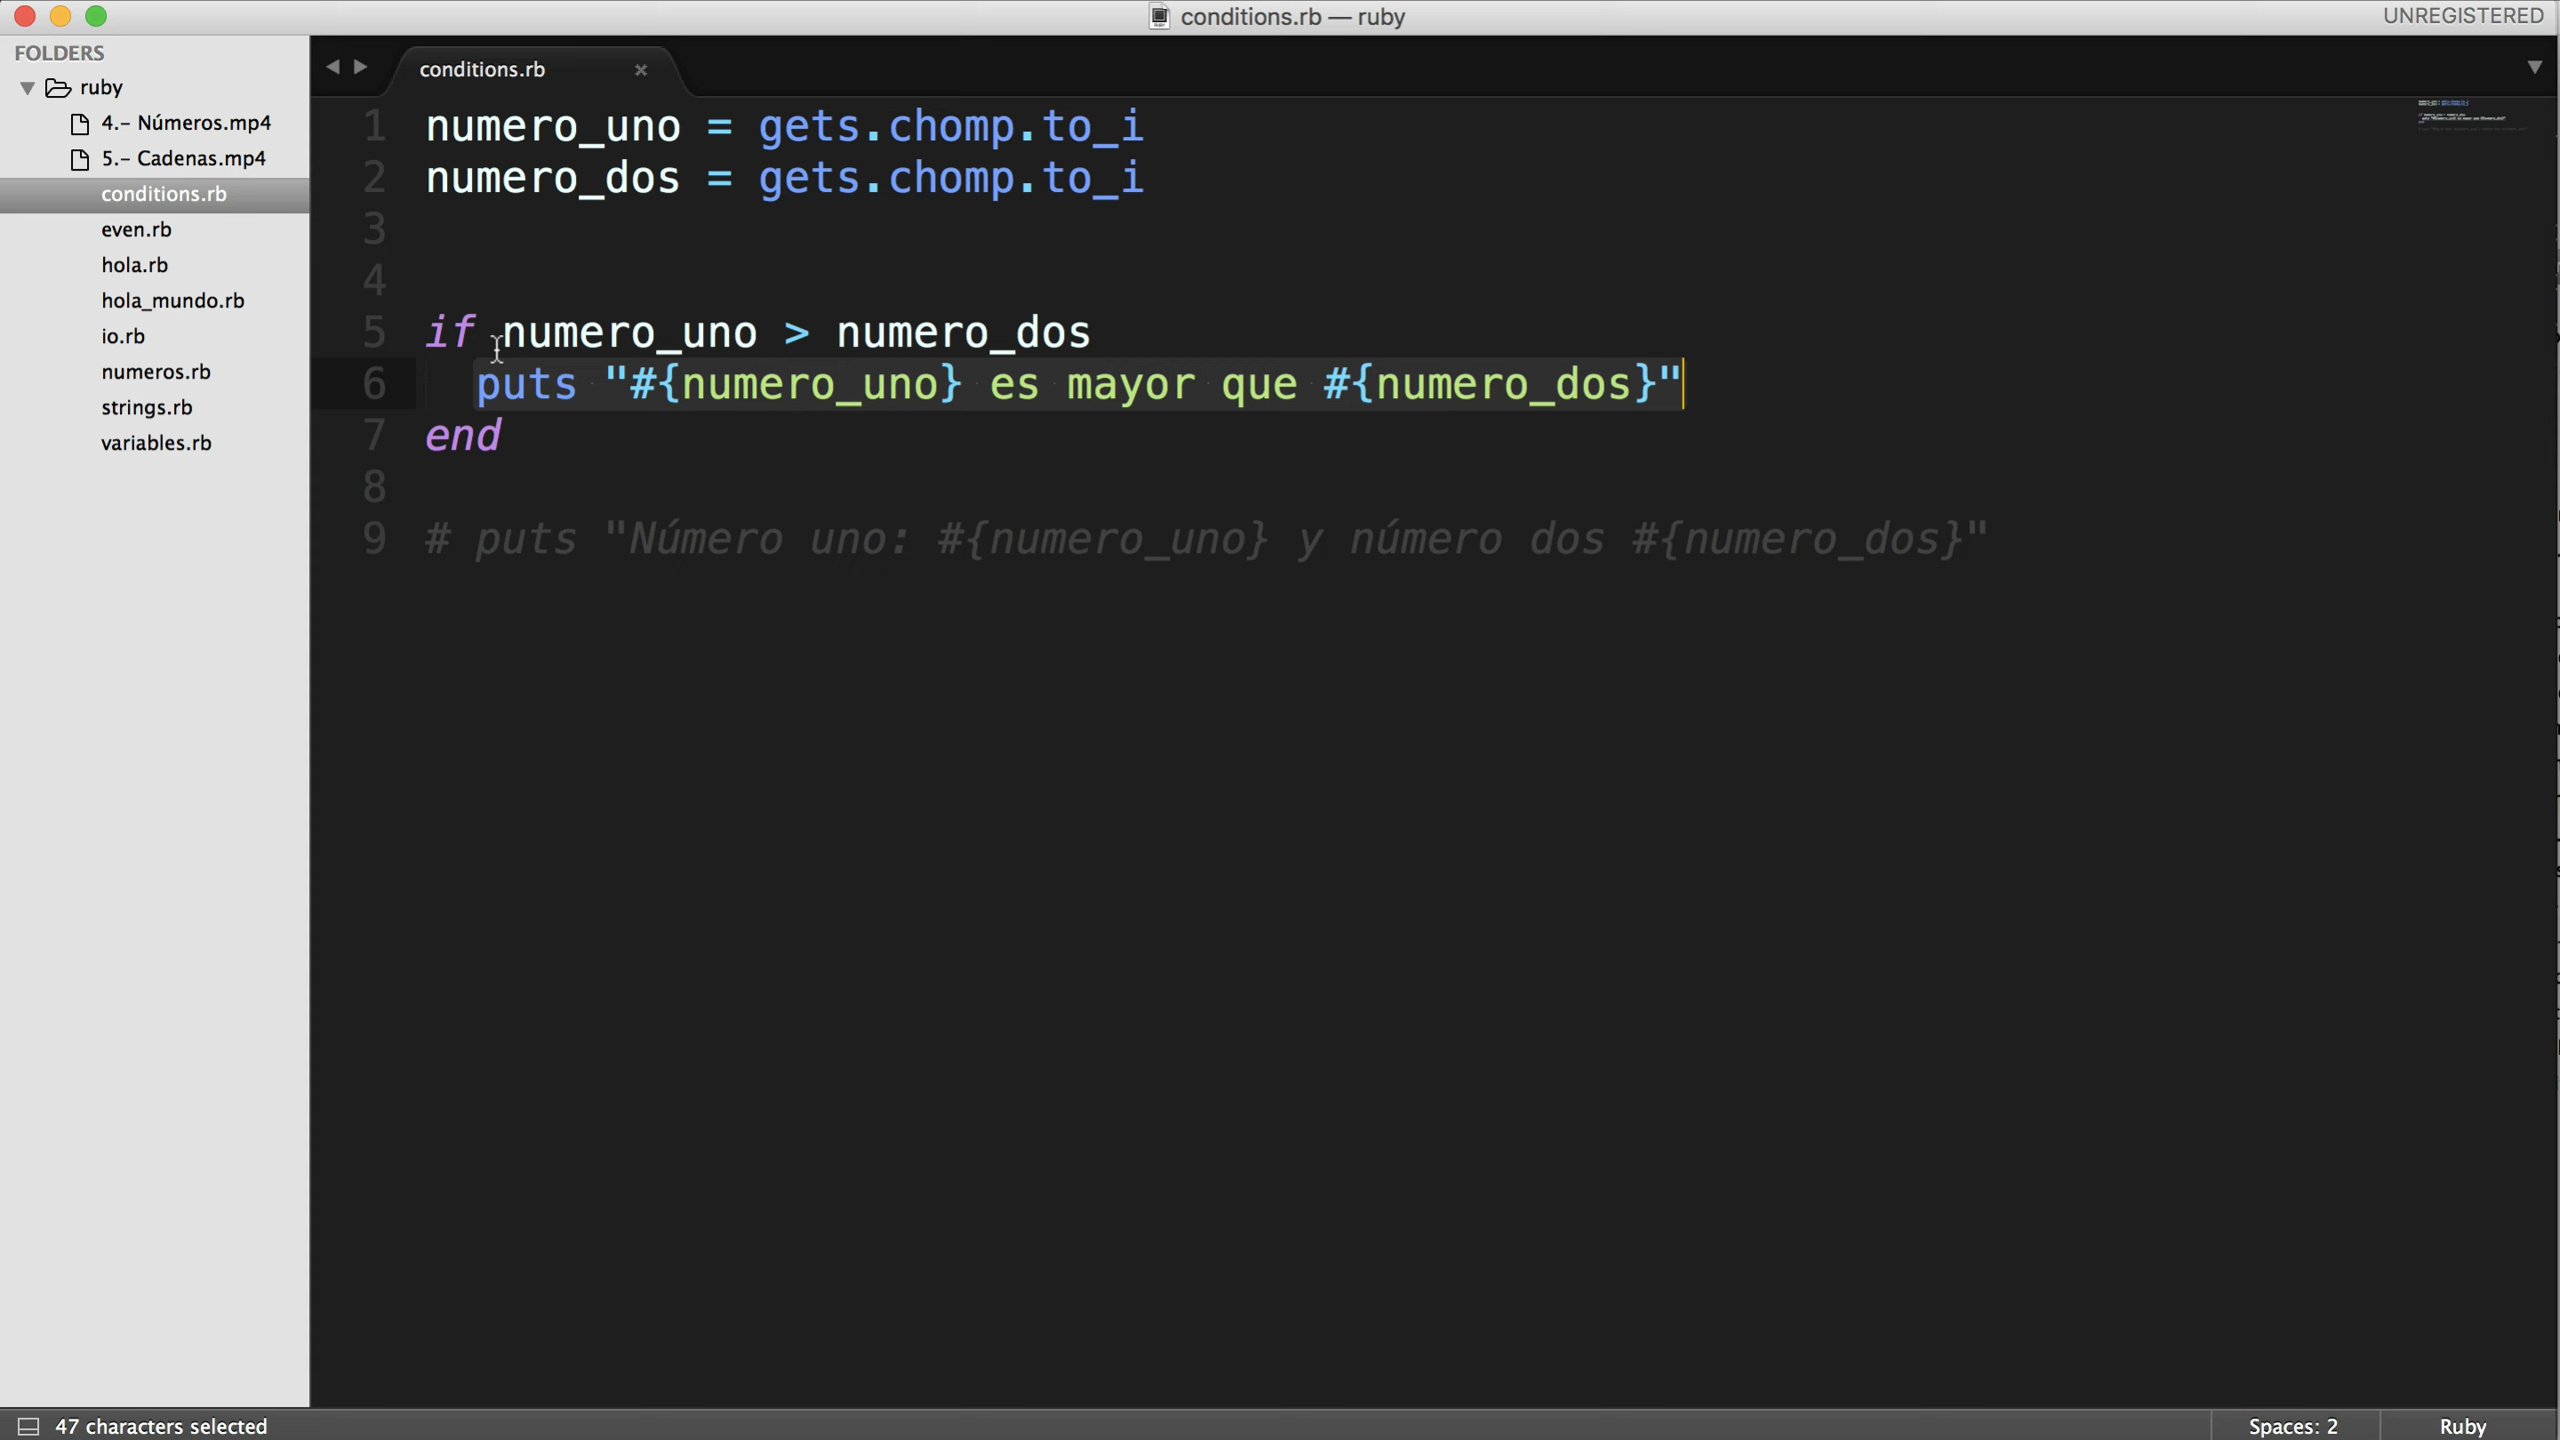 conditions.rb — ruby
UNREGISTERED
FOLDERS
ruby
4.- Números.mp4
5.- Cadenas.mp4
conditions.rb
even.rb
hola.rb
hola_mundo.rb
io.rb
numeros.rb
strings.rb
variables.rb
conditions.rb
1 numero_uno = gets.chomp.to_i
2 numero_dos = gets.chomp.to_i
3
4
5 if numero_uno > numero_dos
6 puts "#{numero_uno} es mayor que #{numero_dos}"
7 end
8
9 # puts "Número uno: #{numero_uno} y número dos #{numero_dos}"
47 characters selected
Spaces: 2
Ruby